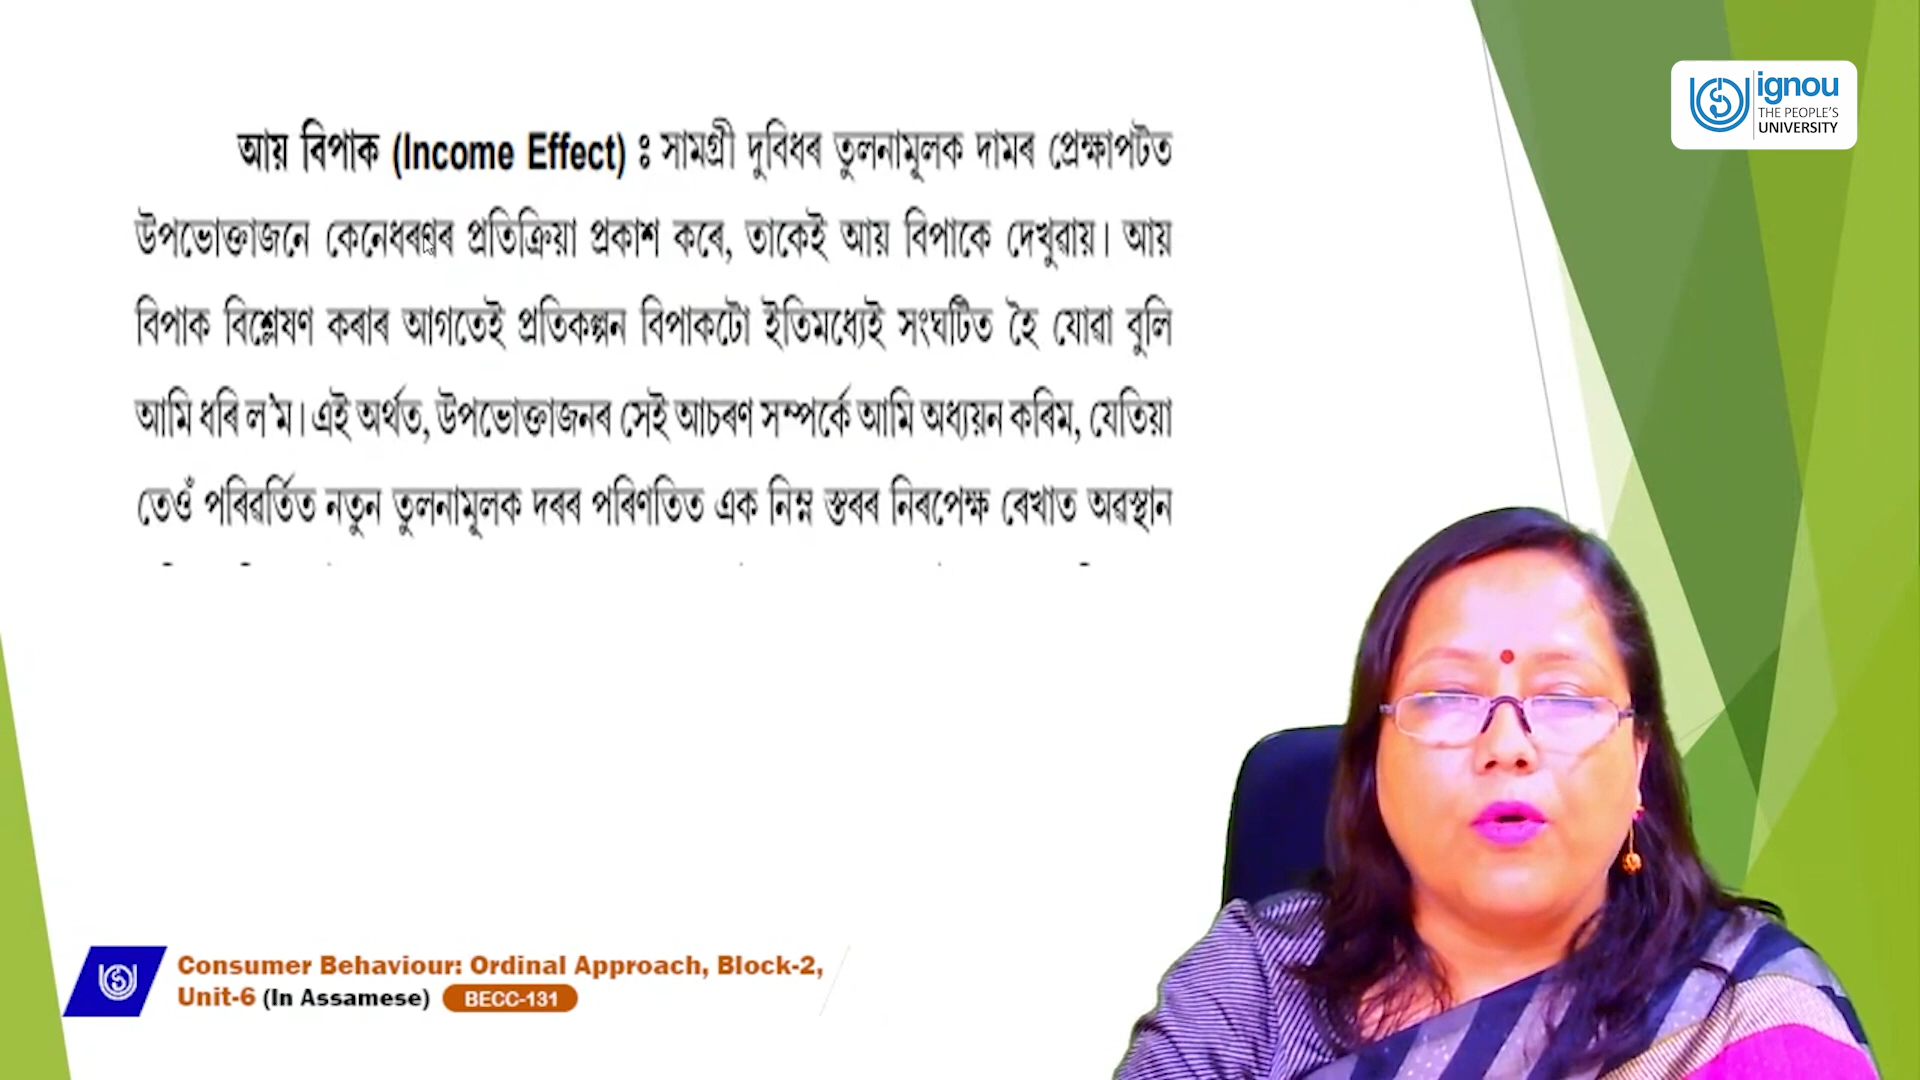 ignou
THE PEOPLE'S
UNIVERSITY
আয় বিপাক (Income Effect) ঃ সামগ্ৰী দুবিধৰ তুলনামূলক দামৰ প্ৰেক্ষাপটত
উপভোক্তাজনে কেনেধৰণৰ প্ৰতিক্ৰিয়া প্ৰকাশ কৰে, তাকেই আয় বিপাকে দেখুৱায়। আয়
বিপাক বিশ্লেষণ কৰাৰ আগতেই প্ৰতিকল্পন বিপাকটো ইতিমধ্যেই সংঘটিত হৈ যোৱা বুলি
আমি ধৰি ল'ম। এই অৰ্থত, উপভোক্তাজনৰ সেই আচৰণ সম্পৰ্কে আমি অধ্যয়ন কৰিম, যেতিয়া
তেওঁ পৰিৱৰ্তিত নতুন তুলনামূলক দৰৰ পৰিণতিত এক নিম্ন স্তৰৰ নিৰপেক্ষ ৰেখাত অৱস্থান
Consumer Behaviour: Ordinal Approach, Block-2,
Unit-6 (In Assamese) BECC-131